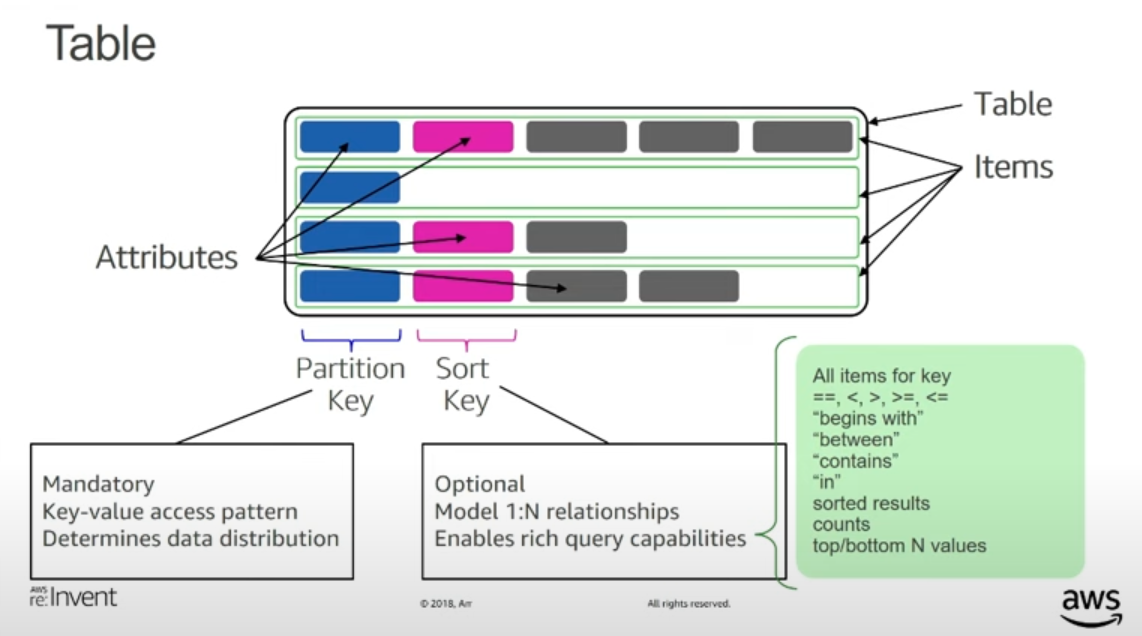 Table
Table
Items
Attributes
Partition
Key
Sort
Key
Mandatory
Key-value access pattern
Determines data distribution
Optional
Model 1:N relationships
Enables rich query capabilities
All items for key
==, <, >, >=, <=
“begins with”
“between”
“contains”
“in”
sorted results
counts
top/bottom N values
AWS
re:Invent
© 2018, Arr
All rights reserved.
aws